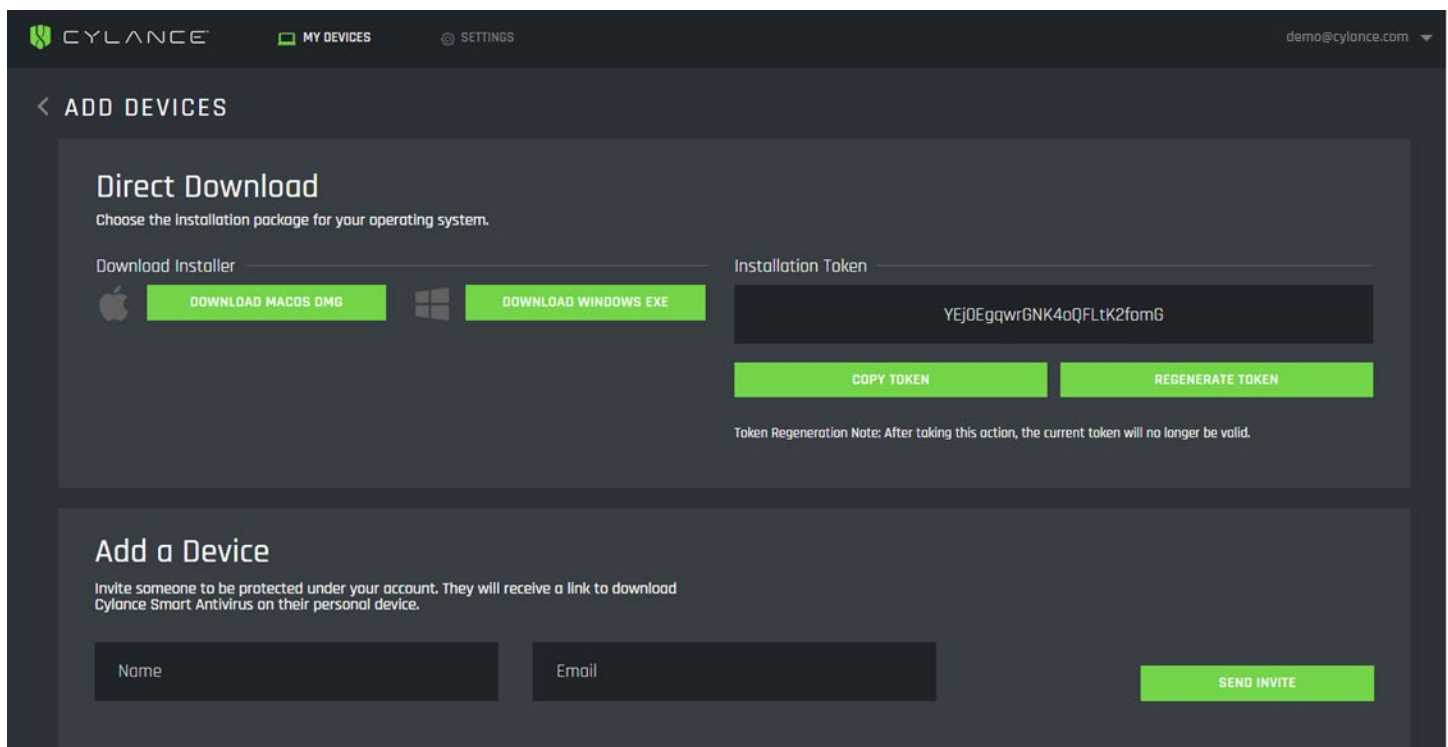 CYLANCE MY DEVICES SETTINGS demo@cylance.com
< ADD DEVICES
Direct Download
Choose the installation package for your operating system.
Download Installer
DOWNLOAD MACOS DMG DOWNLOAD WINDOWS EXE
Installation Token
YEj0EgqwrGNK4oQFLtK2fomG
COPY TOKEN REGENERATE TOKEN
Token Regeneration Note: After taking this action, the current token will no longer be valid.
Add a Device
Invite someone to be protected under your account. They will receive a link to download
Cylance Smart Antivirus on their personal device.
Name Email SEND INVITE